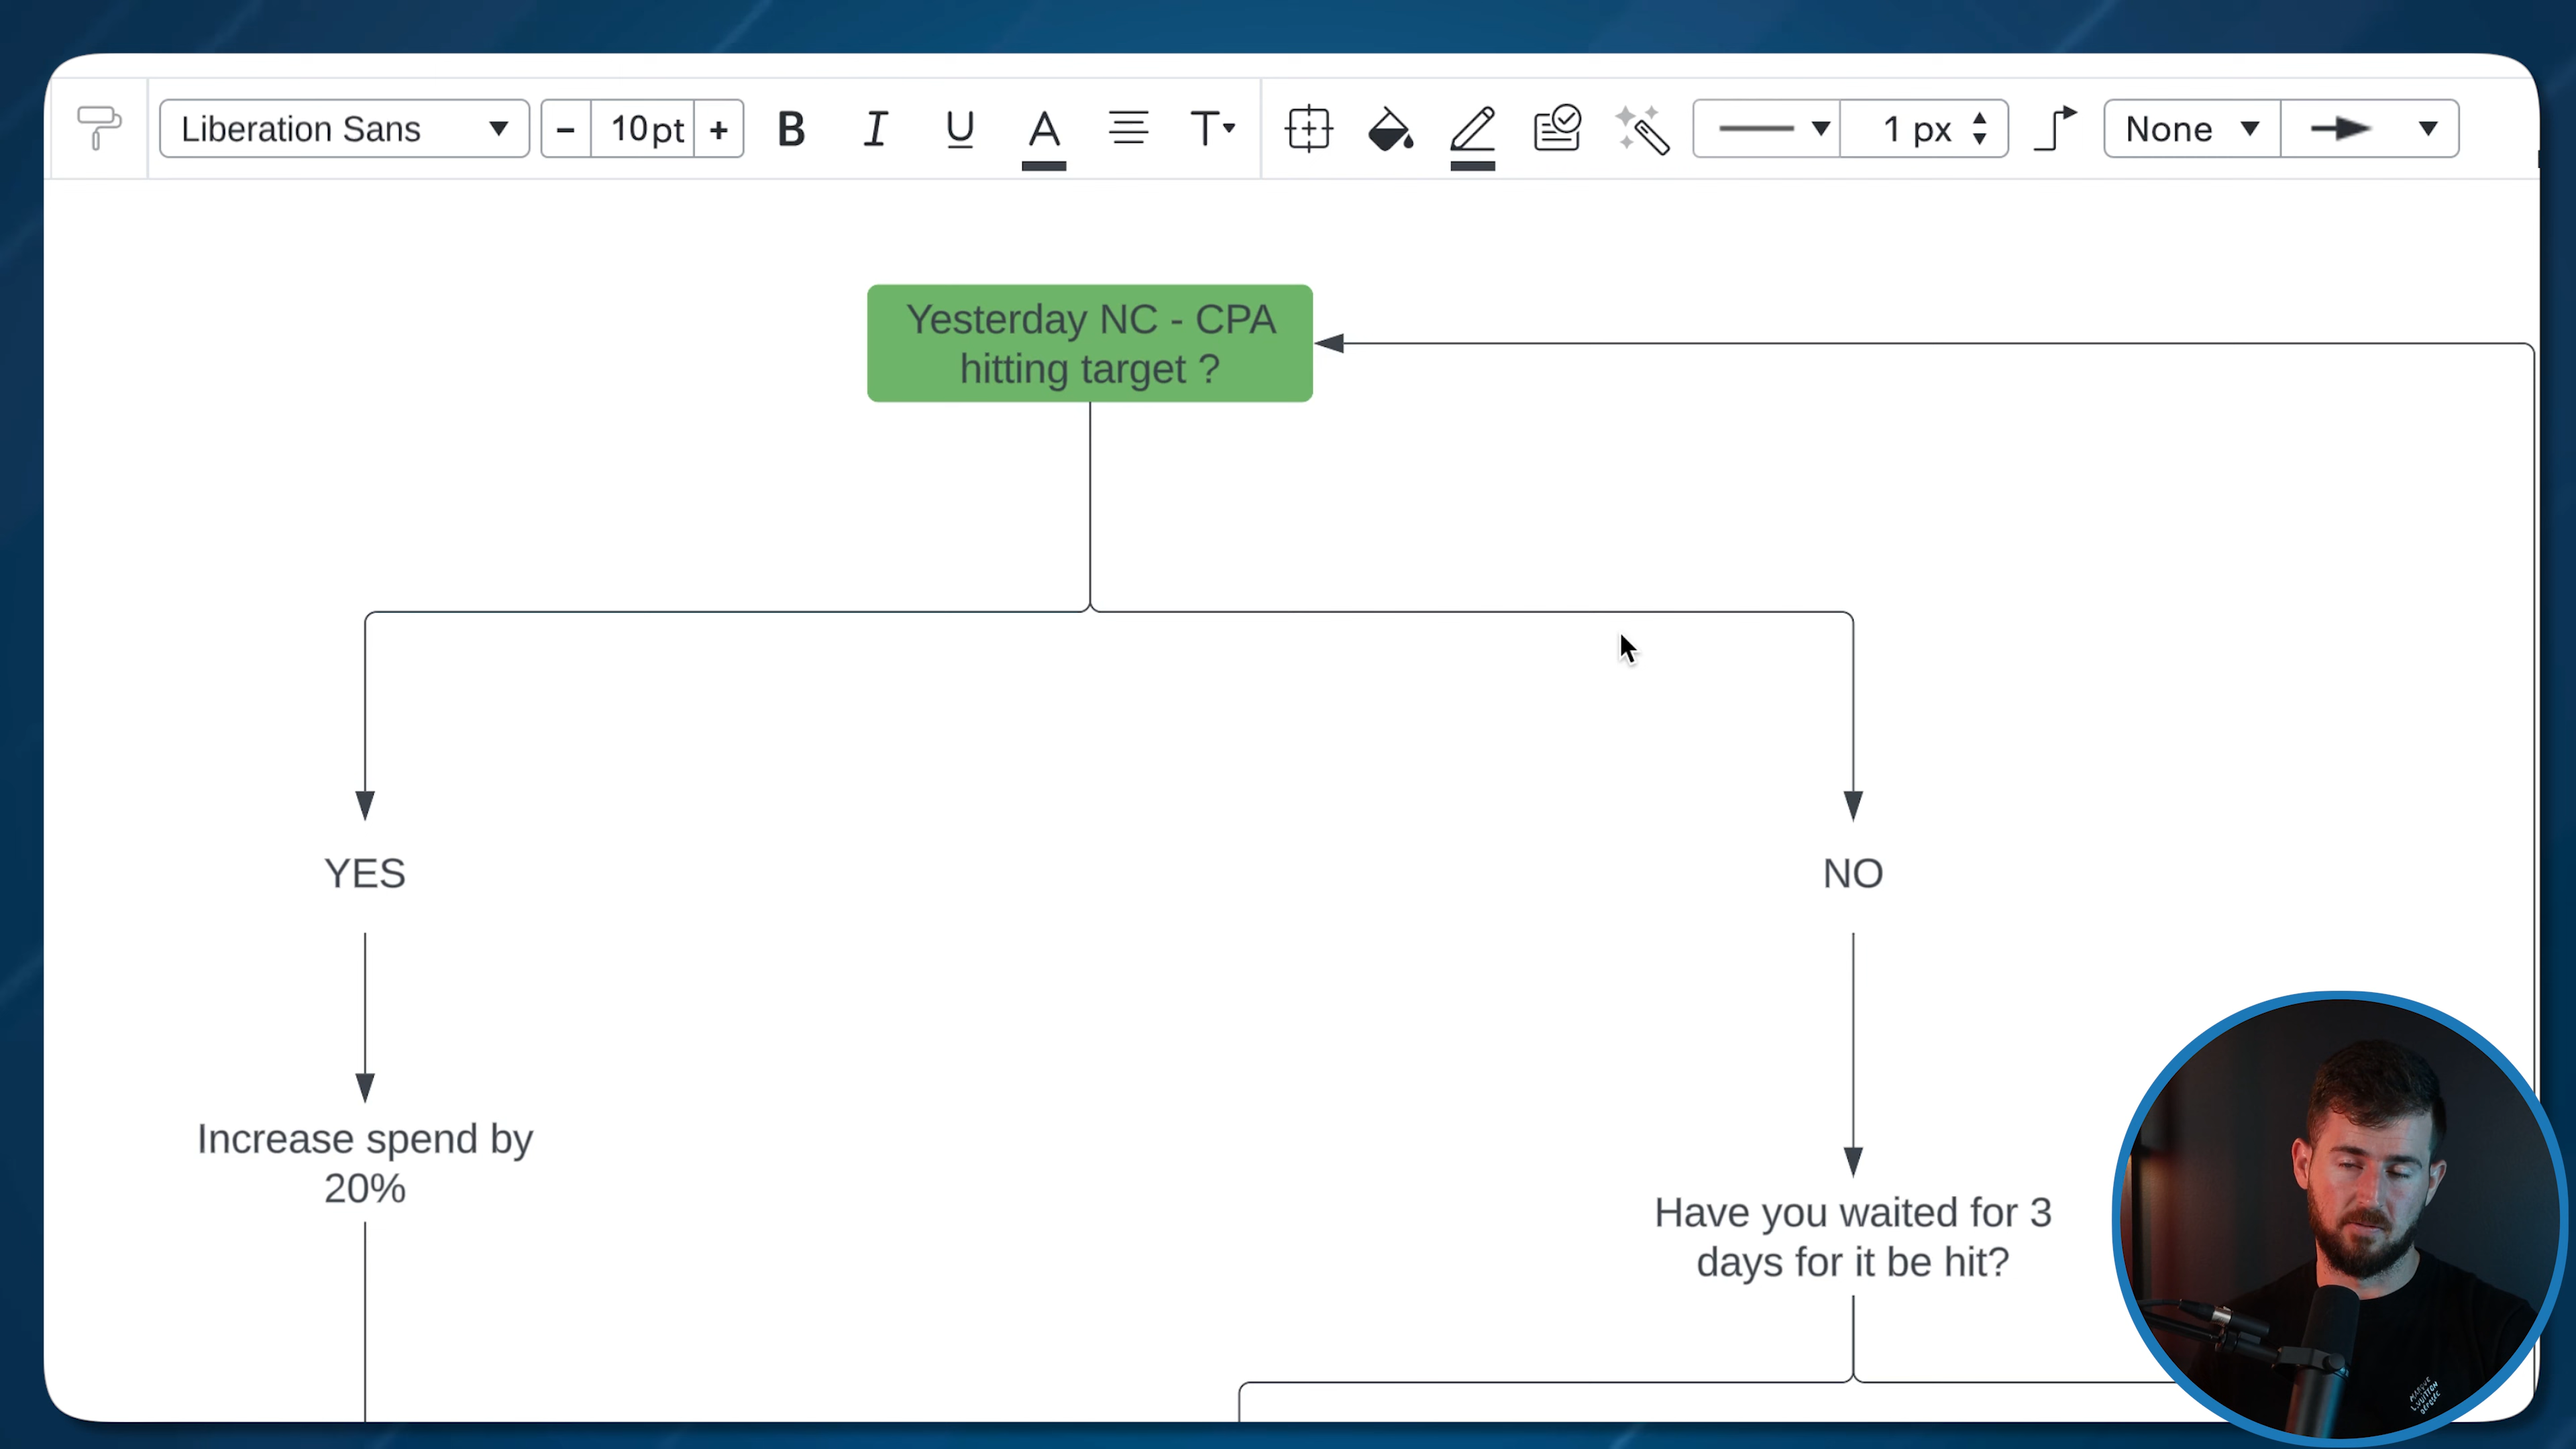 Liberation Sans
10pt
B
I
U
A
T
1 px
None
Yesterday NC - CPA
hitting target ?
YES
NO
Increase spend by
20%
Have you waited for 3
days for it be hit?